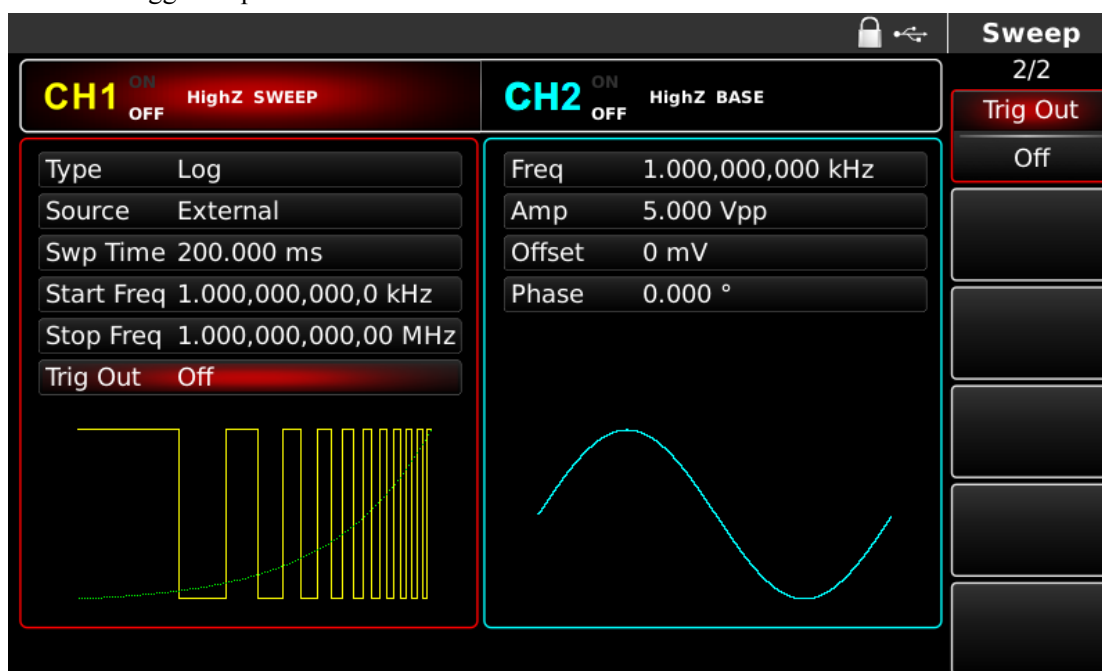 Sweep
CH1 ON OFF HighZ SWEEP
CH2 ON OFF HighZ BASE
2/2
Trig Out
Off
Type Log
Source External
Swp Time 200.000 ms
Start Freq 1.000,000,000,0 kHz
Stop Freq 1.000,000,000,00 MHz
Trig Out Off
Freq 1.000,000,000 kHz
Amp 5.000 Vpp
Offset 0 mV
Phase 0.000 °